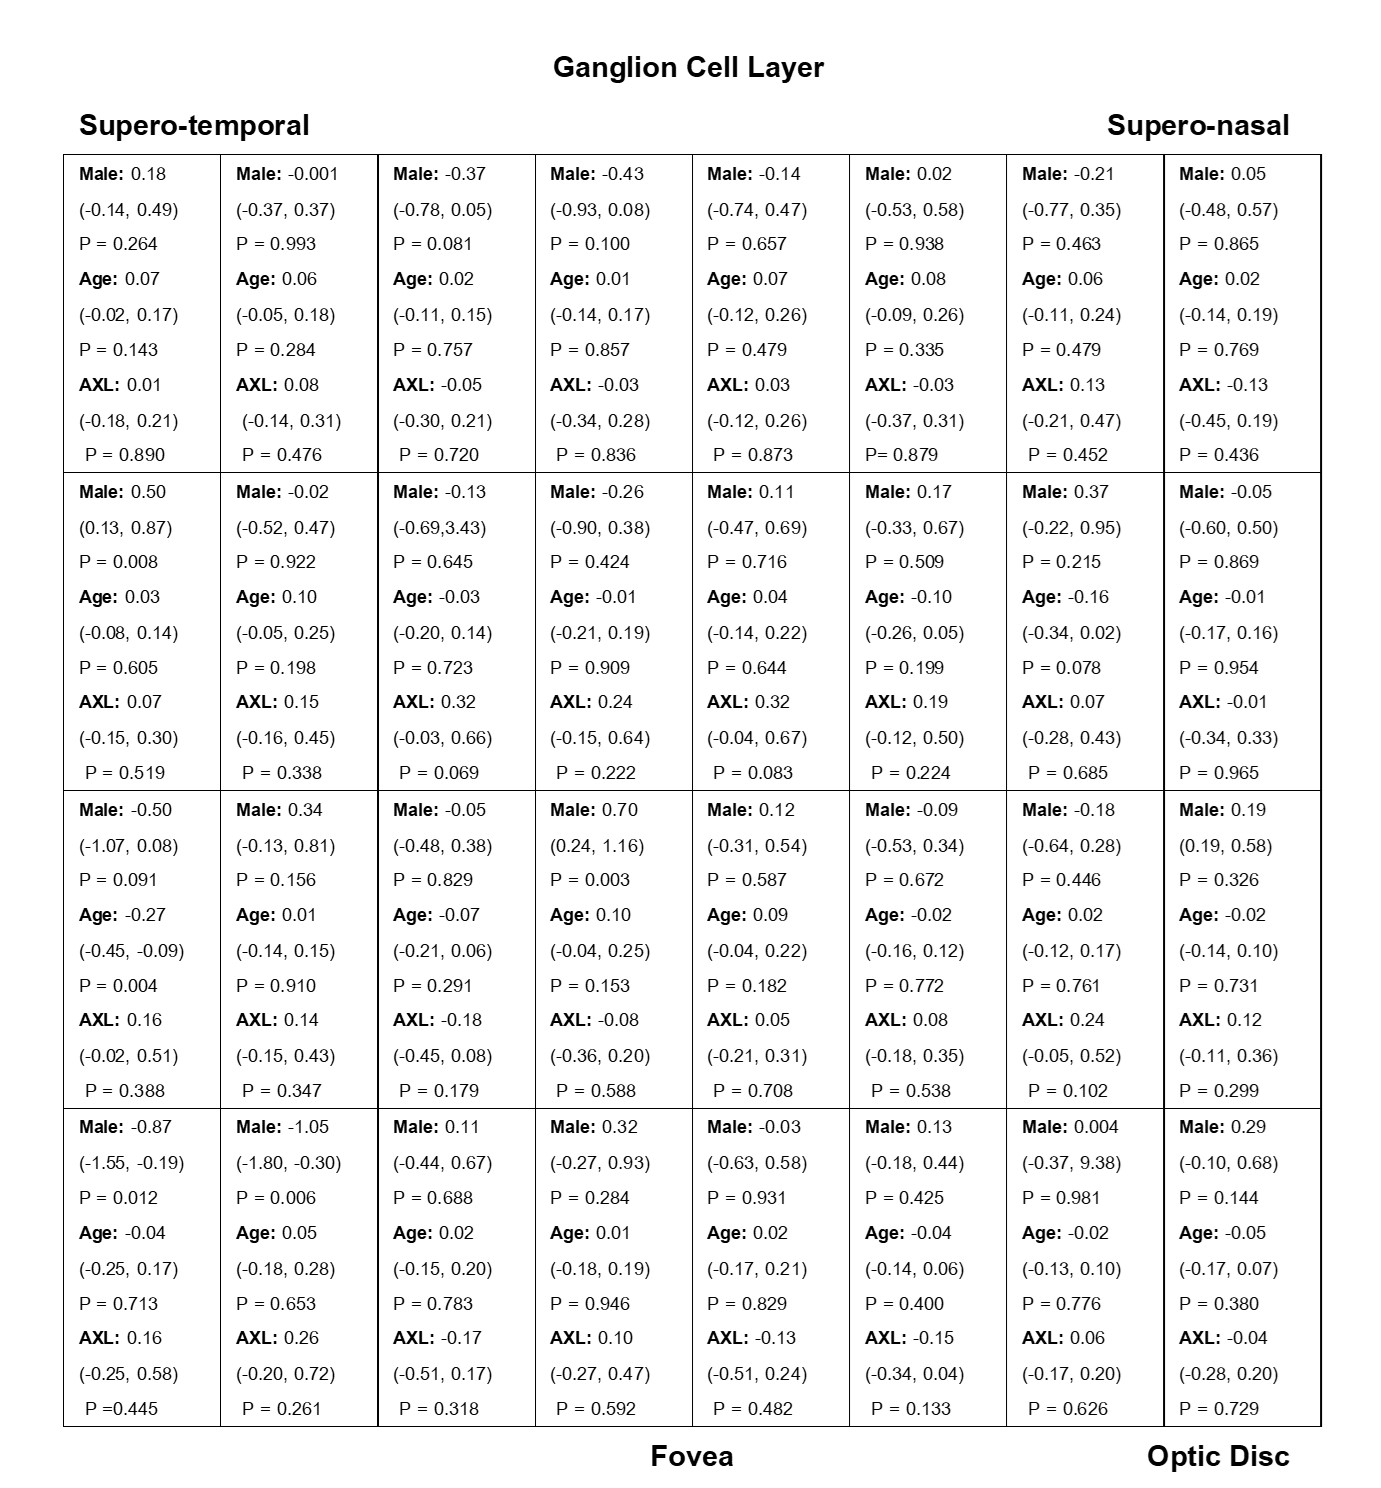 Ganglion Cell Layer
Supero-temporal
Supero-nasal
Male: 0.18
(-0.14, 0.49)
P = 0.264
Age: 0.07
(-0.02, 0.17)
P = 0.143
AXL: 0.01
(-0.18, 0.21)
P = 0.890
Male: -0.001
(-0.37, 0.37)
P = 0.993
Age: 0.06
(-0.05, 0.18)
P = 0.284
AXL: 0.08
(-0.14, 0.31)
P = 0.476
Male: -0.37
(-0.78, 0.05)
P = 0.081
Age: 0.02
(-0.11, 0.15)
P = 0.757
AXL: -0.05
(-0.30, 0.21)
P = 0.720
Male: -0.43
(-0.93, 0.08)
P = 0.100
Age: 0.01
(-0.14, 0.17)
P = 0.857
AXL: -0.03
(-0.34, 0.28)
P = 0.836
Male: -0.14
(-0.74, 0.47)
P = 0.657
Age: 0.07
(-0.12, 0.26)
P = 0.479
AXL: 0.03
(-0.12, 0.26)
P = 0.873
Male: 0.02
(-0.53, 0.58)
P = 0.938
Age: 0.08
(-0.09, 0.26)
P = 0.335
AXL: -0.03
(-0.37, 0.31)
P= 0.879
Male: -0.21
(-0.77, 0.35)
P = 0.463
Age: 0.06
(-0.11, 0.24)
P = 0.479
AXL: 0.13
(-0.21, 0.47)
P = 0.452
Male: 0.05
(-0.48, 0.57)
P = 0.865
Age: 0.02
(-0.14, 0.19)
P = 0.769
AXL: -0.13
(-0.45, 0.19)
P = 0.436
Male: 0.50
(0.13, 0.87)
P = 0.008
Age: 0.03
(-0.08, 0.14)
P = 0.605
AXL: 0.07
(-0.15, 0.30)
P = 0.519
Male: -0.02
(-0.52, 0.47)
P = 0.922
Age: 0.10
(-0.05, 0.25)
P = 0.198
AXL: 0.15
(-0.16, 0.45)
P = 0.338
Male: -0.13
(-0.69,3.43)
P = 0.645
Age: -0.03
(-0.20, 0.14)
P = 0.723
AXL: 0.32
(-0.03, 0.66)
P = 0.069
Male: -0.26
(-0.90, 0.38)
P = 0.424
Age: -0.01
(-0.21, 0.19)
P = 0.909
AXL: 0.24
(-0.15, 0.64)
P = 0.222
Male: 0.11
(-0.47, 0.69)
P = 0.716
Age: 0.04
(-0.14, 0.22)
P = 0.644
AXL: 0.32
(-0.04, 0.67)
P = 0.083
Male: 0.17
(-0.33, 0.67)
P = 0.509
Age: -0.10
(-0.26, 0.05)
P = 0.199
AXL: 0.19
(-0.12, 0.50)
P = 0.224
Male: 0.37
(-0.22, 0.95)
P = 0.215
Age: -0.16
(-0.34, 0.02)
P = 0.078
AXL: 0.07
(-0.28, 0.43)
P = 0.685
Male: -0.05
(-0.60, 0.50)
P = 0.869
Age: -0.01
(-0.17, 0.16)
P = 0.954
AXL: -0.01
(-0.34, 0.33)
P = 0.965
Male: -0.50
(-1.07, 0.08)
P = 0.091
Age: -0.27
(-0.45, -0.09)
P = 0.004
AXL: 0.16
(-0.02, 0.51)
P = 0.388
Male: 0.34
(-0.13, 0.81)
P = 0.156
Age: 0.01
(-0.14, 0.15)
P = 0.910
AXL: 0.14
(-0.15, 0.43)
P = 0.347
Male: -0.05
(-0.48, 0.38)
P = 0.829
Age: -0.07
(-0.21, 0.06)
P = 0.291
AXL: -0.18
(-0.45, 0.08)
P = 0.179
Male: 0.70
(0.24, 1.16)
P = 0.003
Age: 0.10
(-0.04, 0.25)
P = 0.153
AXL: -0.08
(-0.36, 0.20)
P = 0.588
Male: 0.12
(-0.31, 0.54)
P = 0.587
Age: 0.09
(-0.04, 0.22)
P = 0.182
AXL: 0.05
(-0.21, 0.31)
P = 0.708
Male: -0.09
(-0.53, 0.34)
P = 0.672
Age: -0.02
(-0.16, 0.12)
P = 0.772
AXL: 0.08
(-0.18, 0.35)
P = 0.538
Male: -0.18
(-0.64, 0.28)
P = 0.446
Age: 0.02
(-0.12, 0.17)
P = 0.761
AXL: 0.24
(-0.05, 0.52)
P = 0.102
Male: 0.19
(0.19, 0.58)
P = 0.326
Age: -0.02
(-0.14, 0.10)
P = 0.731
AXL: 0.12
(-0.11, 0.36)
P = 0.299
Male: -0.87
(-1.55, -0.19)
P = 0.012
Age: -0.04
(-0.25, 0.17)
P = 0.713
AXL: 0.16
(-0.25, 0.58)
P =0.445
Male: -1.05
(-1.80, -0.30)
P = 0.006
Age: 0.05
(-0.18, 0.28)
P = 0.653
AXL: 0.26
(-0.20, 0.72)
P = 0.261
Male: 0.11
(-0.44, 0.67)
P = 0.688
Age: 0.02
(-0.15, 0.20)
P = 0.783
AXL: -0.17
(-0.51, 0.17)
P = 0.318
Male: 0.32
(-0.27, 0.93)
P = 0.284
Age: 0.01
(-0.18, 0.19)
P = 0.946
AXL: 0.10
(-0.27, 0.47)
P = 0.592
Male: -0.03
(-0.63, 0.58)
P = 0.931
Age: 0.02
(-0.17, 0.21)
P = 0.829
AXL: -0.13
(-0.51, 0.24)
P = 0.482
Male: 0.13
(-0.18, 0.44)
P = 0.425
Age: -0.04
(-0.14, 0.06)
P = 0.400
AXL: -0.15
(-0.34, 0.04)
P = 0.133
Male: 0.004
(-0.37, 9.38)
P = 0.981
Age: -0.02
(-0.13, 0.10)
P = 0.776
AXL: 0.06
(-0.17, 0.20)
P = 0.626
Male: 0.29
(-0.10, 0.68)
P = 0.144
Age: -0.05
(-0.17, 0.07)
P = 0.380
AXL: -0.04
(-0.28, 0.20)
P = 0.729
Fovea
Optic Disc